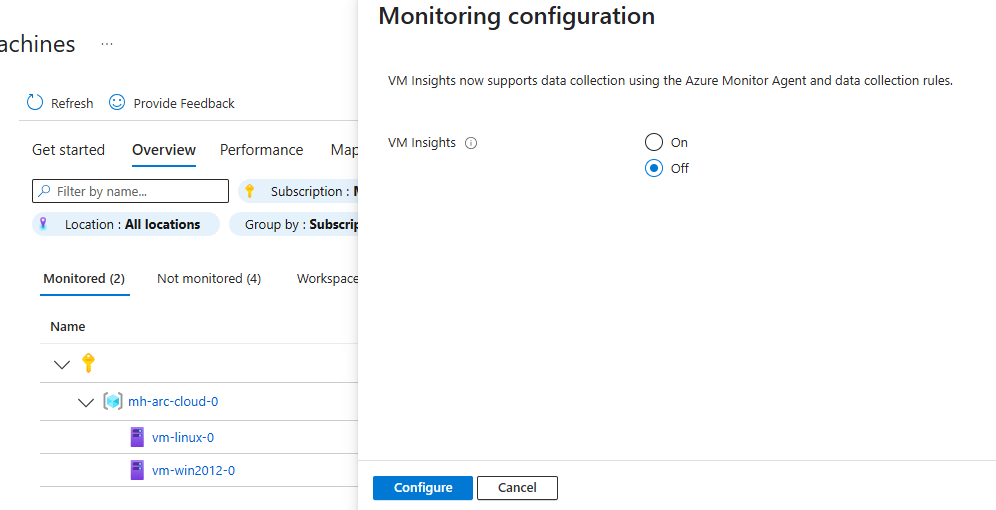 achines ...
Refresh Provide Feedback
Get started Overview Performance Map
Filter by name... Subscription :
Location : All locations Group by : Subscrip
Monitored (2) Not monitored (4) Workspace
Name
mh-arc-cloud-0
vm-linux-0
vm-win2012-0
Monitoring configuration
VM Insights now supports data collection using the Azure Monitor Agent and data collection rules.
VM Insights On
Off
Configure Cancel